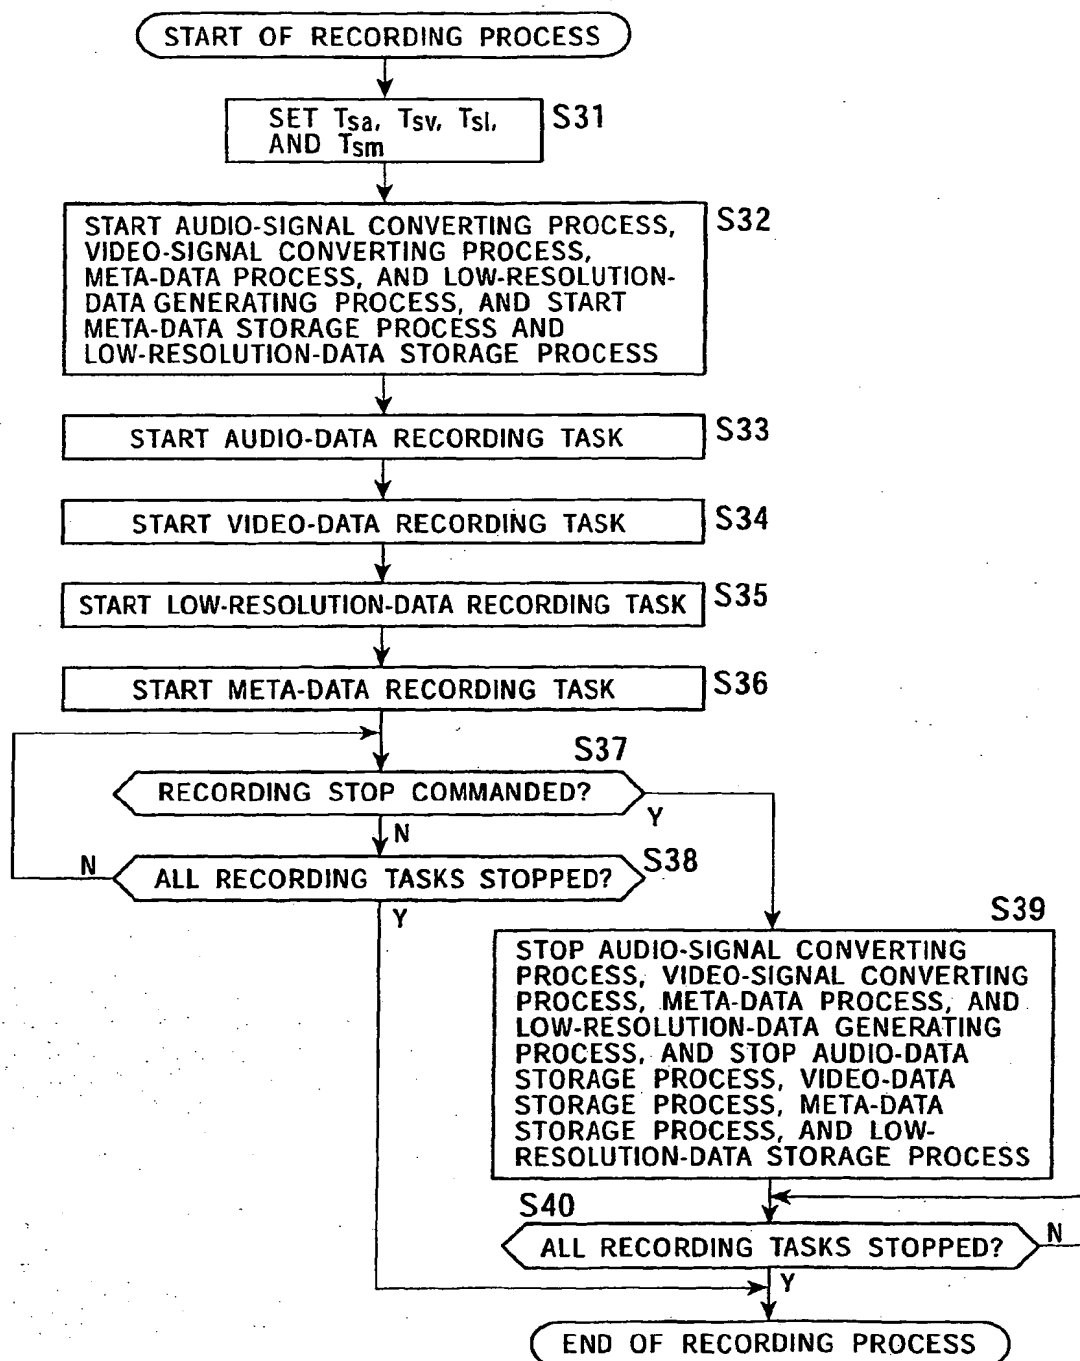 START OF RECORDING PROCESS
SET Tsa, Tsv, Tsl,
AND Tsm
S31
START AUDIO-SIGNAL CONVERTING PROCESS,
VIDEO-SIGNAL CONVERTING PROCESS,
META-DATA PROCESS, AND LOW-RESOLUTION-
DATA GENERATING PROCESS, AND START
META-DATA STORAGE PROCESS AND
LOW-RESOLUTION-DATA STORAGE PROCESS
S32
START AUDIO-DATA RECORDING TASK
S33
START VIDEO-DATA RECORDING TASK
S34
START LOW-RESOLUTION-DATA RECORDING TASK
S35
START META-DATA RECORDING TASK
S36
S37
RECORDING STOP COMMANDED?
Y
N
S38
N
ALL RECORDING TASKS STOPPED?
Y
S39
STOP AUDIO-SIGNAL CONVERTING
PROCESS, VIDEO-SIGNAL CONVERTING
PROCESS, META-DATA PROCESS, AND
LOW-RESOLUTION-DATA GENERATING
PROCESS, AND STOP AUDIO-DATA
STORAGE PROCESS, VIDEO-DATA
STORAGE PROCESS, META-DATA
STORAGE PROCESS, AND LOW-
RESOLUTION-DATA STORAGE PROCESS
S40
ALL RECORDING TASKS STOPPED?
N
Y
END OF RECORDING PROCESS